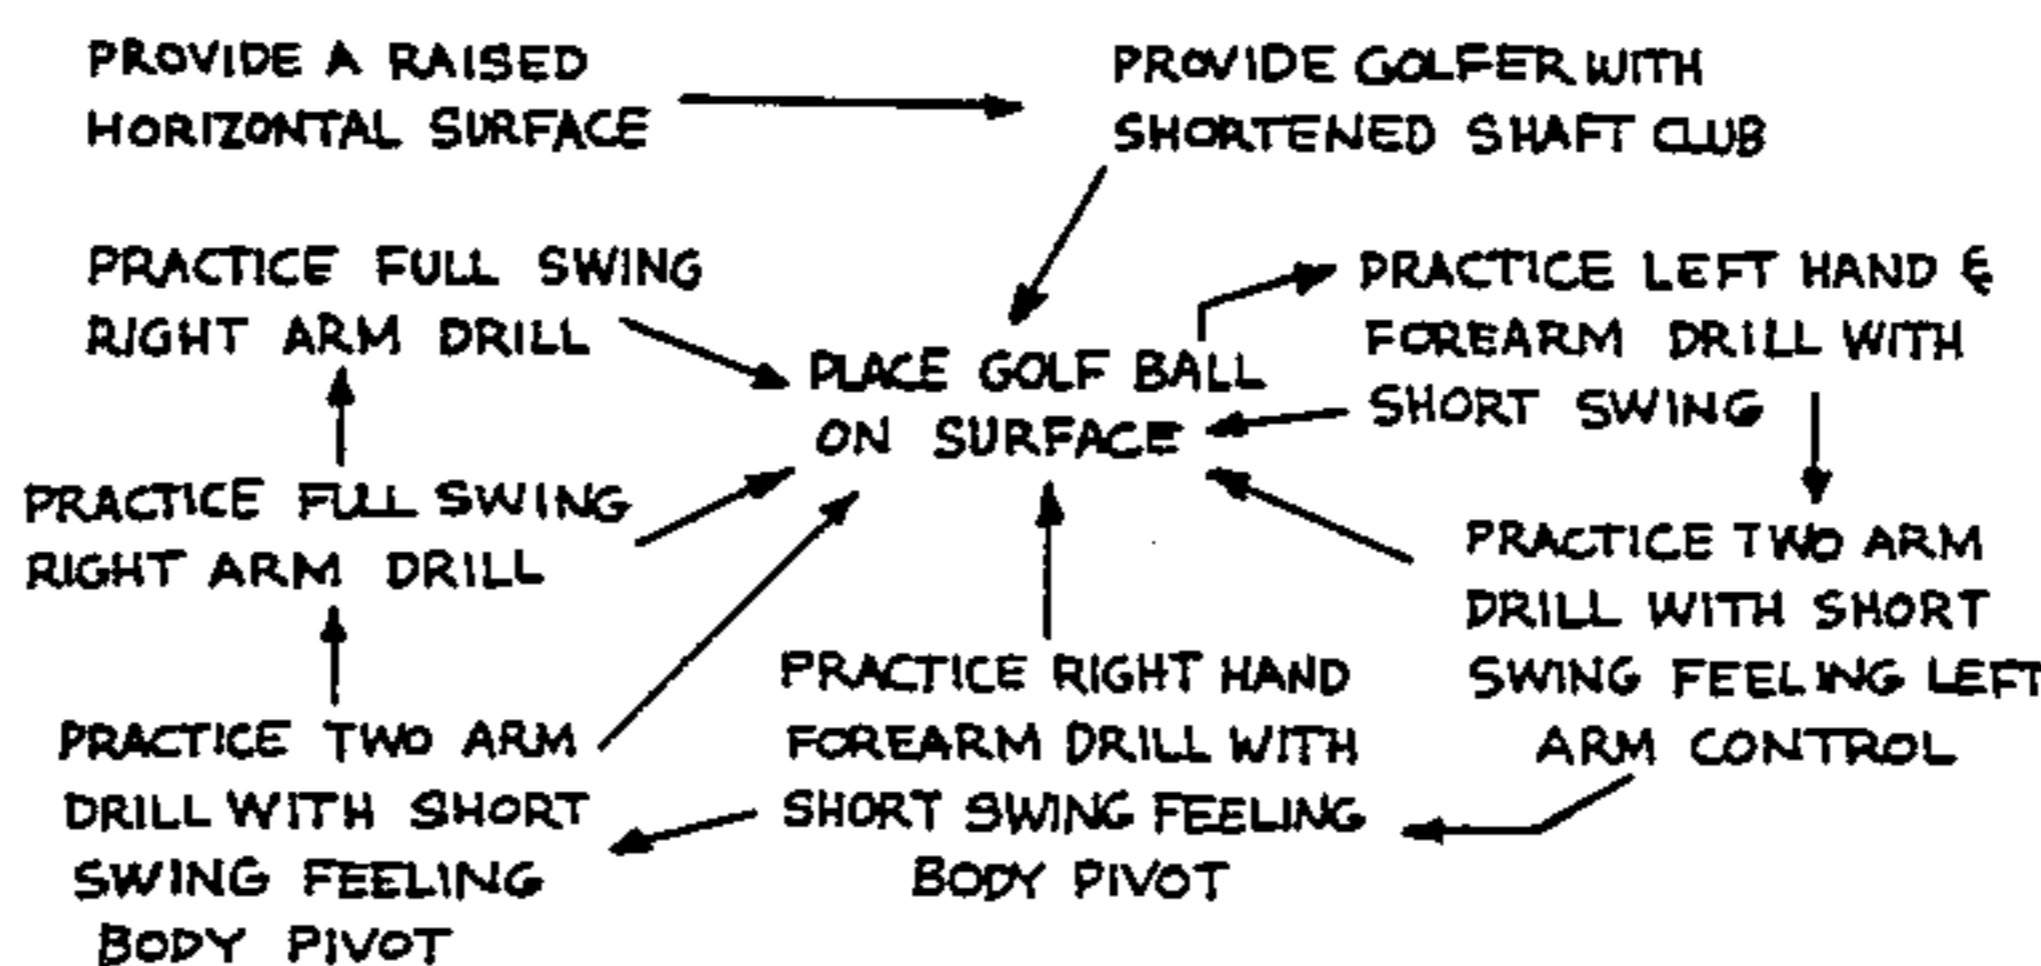 PROVIDE A RAISED
HORIZONTAL SURFACE
PROVIDE GOLFER WITH
SHORTENED SHAFT CLUB
PRACTICE FULL SWING
RIGHT ARM DRILL
PLACE GOLF BALL
ON SURFACE
PRACTICE LEFT HAND &
FOREARM DRILL WITH
SHORT SWING
PRACTICE FULL SWING
RIGHT ARM DRILL
PRACTICE TWO ARM
DRILL WITH SHORT
SWING FEELING LEFT
ARM CONTROL
PRACTICE RIGHT HAND
FOREARM DRILL WITH
SHORT SWING FEELING
BODY PIVOT
PRACTICE TWO ARM
DRILL WITH SHORT
SWING FEELING
BODY PIVOT